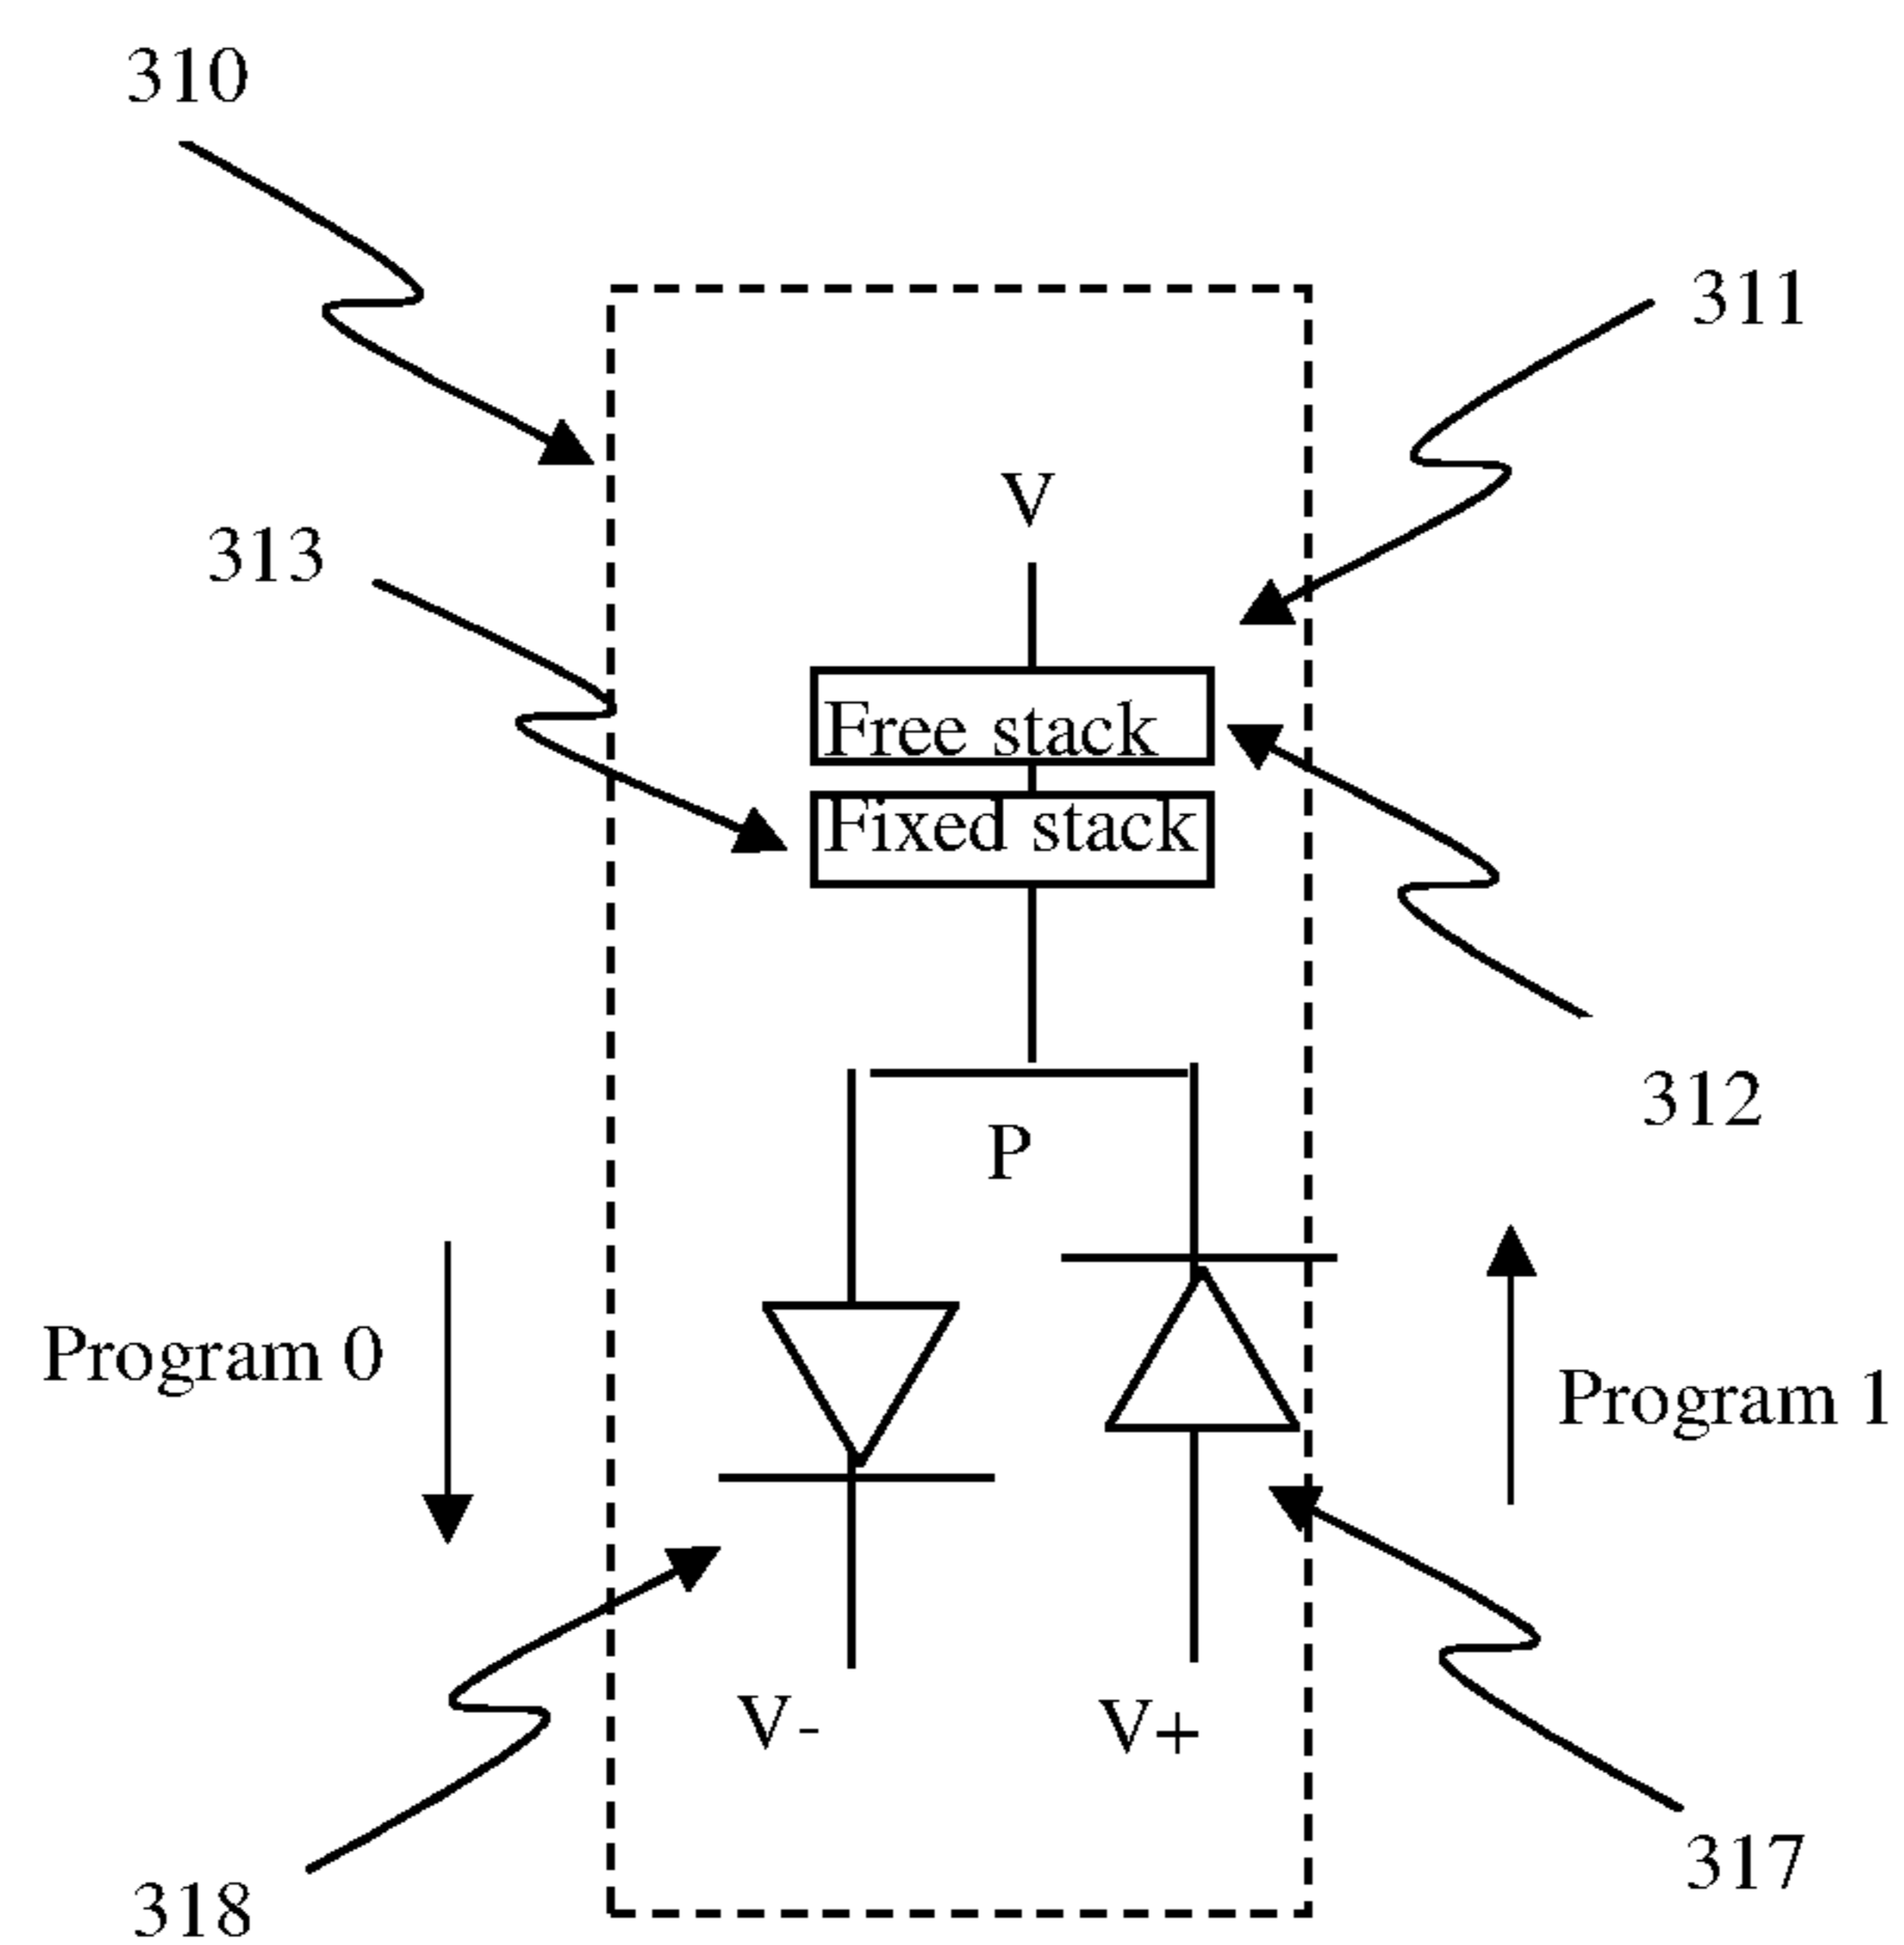 310
311
V
313
Free stack
Fixed stack
312
P
Program 0
Program 1
V-
V+
317
318